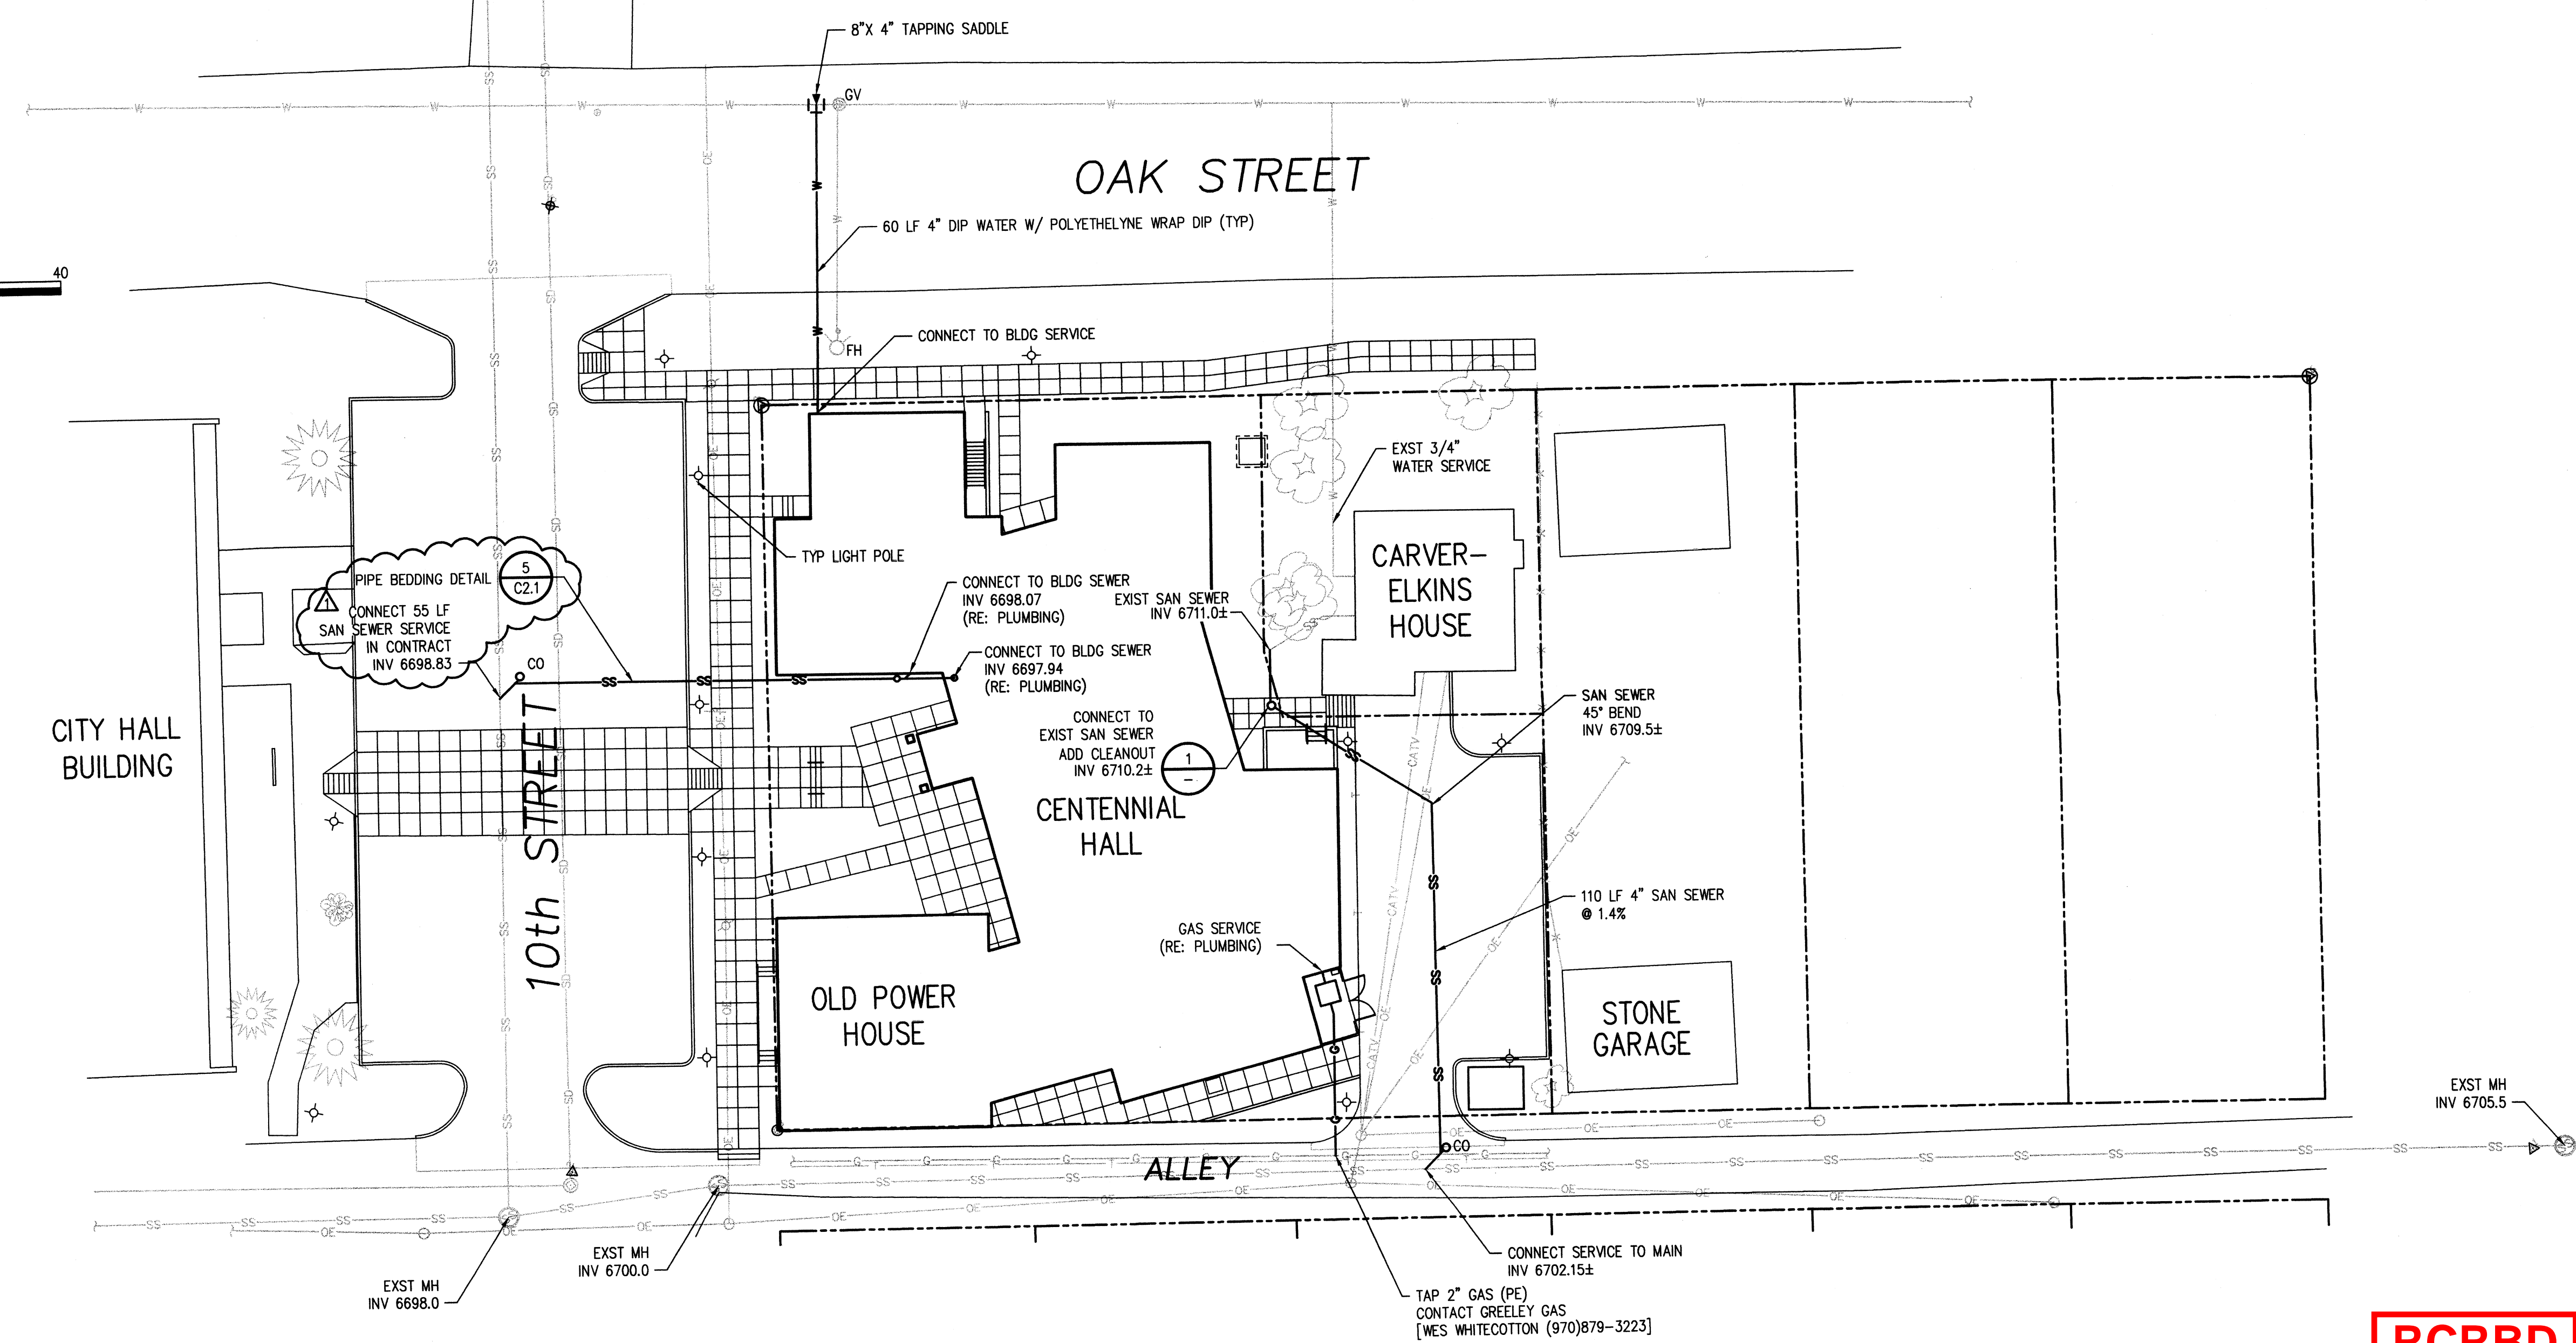 8"X 4" TAPPING SADDLE
GV
OAK STREET
60 LF 4" DIP WATER W/ POLYETHELYNE WRAP DIP (TYP)
40
CONNECT TO BLDG SERVICE
FH
EXST 3/4"
WATER SERVICE
TYP LIGHT POLE
PIPE BEDDING DETAIL
5
C2.1
1
CONNECT 55 LF
SAN SEWER SERVICE
IN CONTRACT
INV 6698.83
CO
CONNECT TO BLDG SEWER
INV 6698.07
(RE: PLUMBING)
EXIST SAN SEWER
INV 6711.0±
CARVER-
ELKINS
HOUSE
CONNECT TO BLDG SEWER
INV 6697.94
(RE: PLUMBING)
SAN SEWER
45° BEND
INV 6709.5±
CONNECT TO
EXIST SAN SEWER
ADD CLEANOUT
INV 6710.2±
1
-
CITY HALL
BUILDING
10th STREET
CENTENNIAL
HALL
110 LF 4" SAN SEWER
@ 1.4%
GAS SERVICE
(RE: PLUMBING)
OLD POWER
HOUSE
STONE
GARAGE
EXST MH
INV 6705.5
CO
ALLEY
EXST MH
INV 6700.0
EXST MH
INV 6698.0
CONNECT SERVICE TO MAIN
INV 6702.15±
TAP 2" GAS (PE)
CONTACT GREELEY GAS
[WES WHITECOTTON (970)879-3223]
W
SS
SD
OE
CATV
G
T